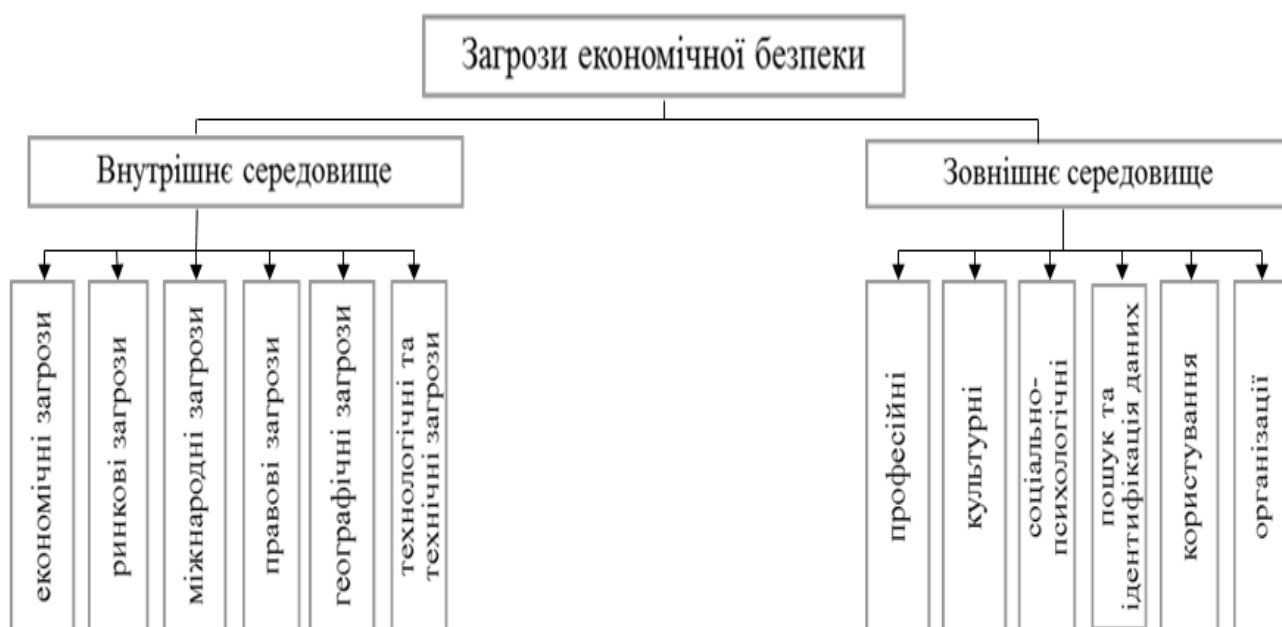 Загрози економічної безпеки
Внутрішнє середовище
Зовнішнє середовище
економічні загрози
ринкові загрози
міжнародні загрози
правові загрози
географічні загрози
технологічні та
технічні загрози
професійні
культурні
соціально-
психологічні
пошук та
ідентифікація даних
користування
організації